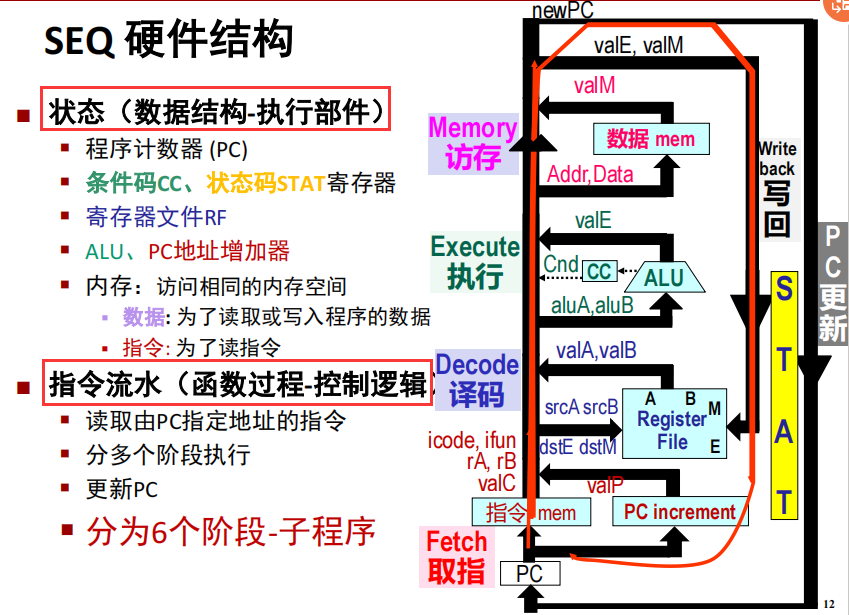 SEQ 硬件结构
状态（数据结构-执行部件）
程序计数器 (PC)
条件码CC、状态码STAT寄存器
寄存器文件RF
ALU、PC地址增加器
内存：访问相同的内存空间
数据: 为了读取或写入程序的数据
指令: 为了读指令
指令流水（函数过程-控制逻辑）
读取由PC指定地址的指令
分多个阶段执行
更新PC
分为6个阶段-子程序
newPC
valE, valM
valM
Memory
访存
数据 mem
Addr,Data
Write
back
写
回
valE
Execute
执行
Cnd
CC
ALU
aluA,aluB
P
C
更
新
S
T
A
T
valA,valB
Decode
译码
srcA srcB
dstE dstM
A B
M
Register
File
E
icode, ifun
rA, rB
valC
valP
指令 mem
PC increment
Fetch
取指
PC
12